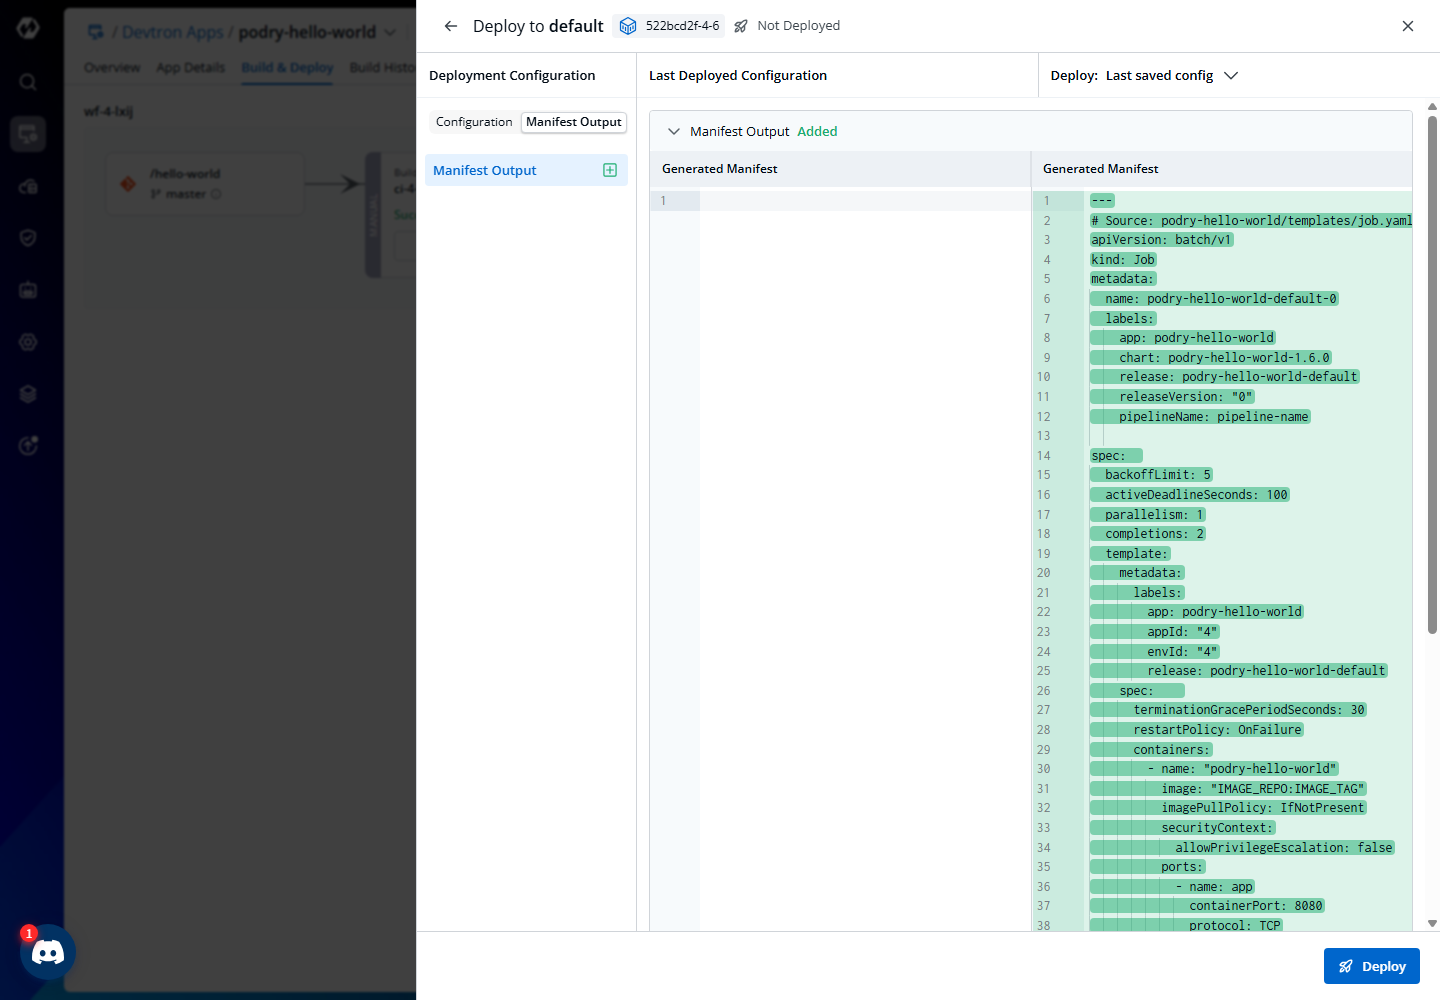 / Devtron Apps / podry-hello-world
Overview App Details Build & Deploy Build Histo
wf-4-lxij
/hello-world
master
Deploy to default 522bcd2f-4-6 Not Deployed
Deployment Configuration
Last Deployed Configuration
Deploy: Last saved config
Configuration Manifest Output
Manifest Output
Manifest Output Added
Generated Manifest
Generated Manifest
1
1 ---
2 # Source: podry-hello-world/templates/job.yaml
3 apiVersion: batch/v1
4 kind: Job
5 metadata:
6 name: podry-hello-world-default-0
7 labels:
8 app: podry-hello-world
9 chart: podry-hello-world-1.6.0
10 release: podry-hello-world-default
11 releaseVersion: "0"
12 pipelineName: pipeline-name
13
14 spec:
15 backoffLimit: 5
16 activeDeadlineSeconds: 100
17 parallelism: 1
18 completions: 2
19 template:
20 metadata:
21 labels:
22 app: podry-hello-world
23 appId: "4"
24 envId: "4"
25 release: podry-hello-world-default
26 spec:
27 terminationGracePeriodSeconds: 30
28 restartPolicy: OnFailure
29 containers:
30 - name: "podry-hello-world"
31 image: "IMAGE_REPO:IMAGE_TAG"
32 imagePullPolicy: IfNotPresent
33 securityContext:
34 allowPrivilegeEscalation: false
35 ports:
36 - name: app
37 containerPort: 8080
38 protocol: TCP
1
Deploy